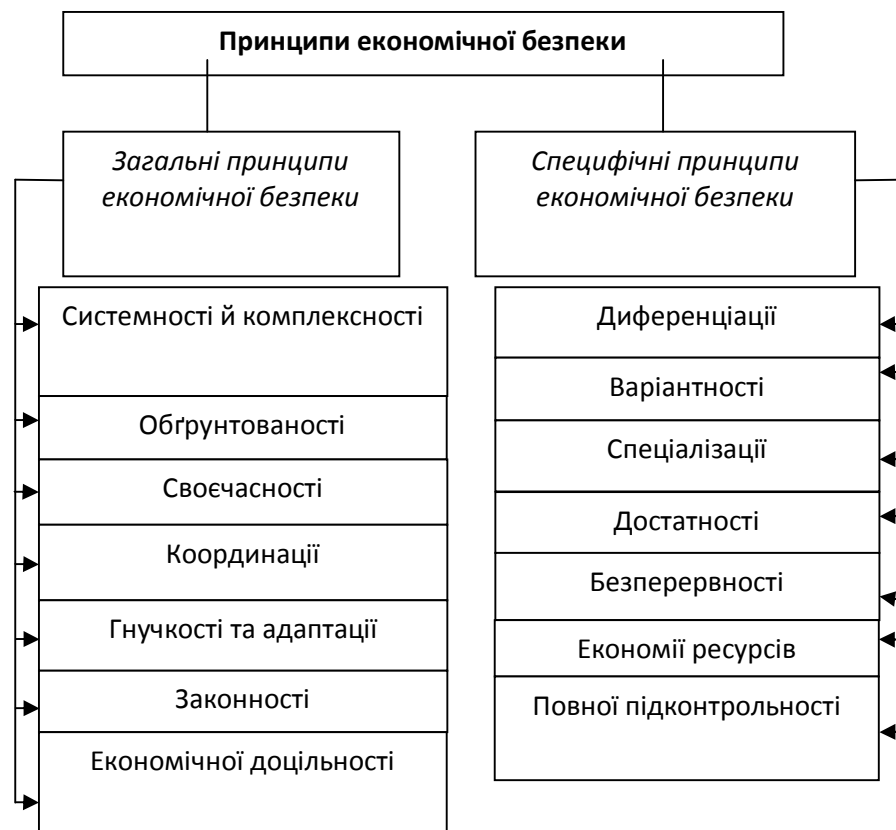 Принципи економічної безпеки
Загальні принципи
економічної безпеки
Специфічні принципи
економічної безпеки
Системності й комплексності
Обґрунтованості
Своєчасності
Координації
Гнучкості та адаптації
Законності
Економічної доцільності
Диференціації
Варіантності
Спеціалізації
Достатності
Безперервності
Економії ресурсів
Повної підконтрольності